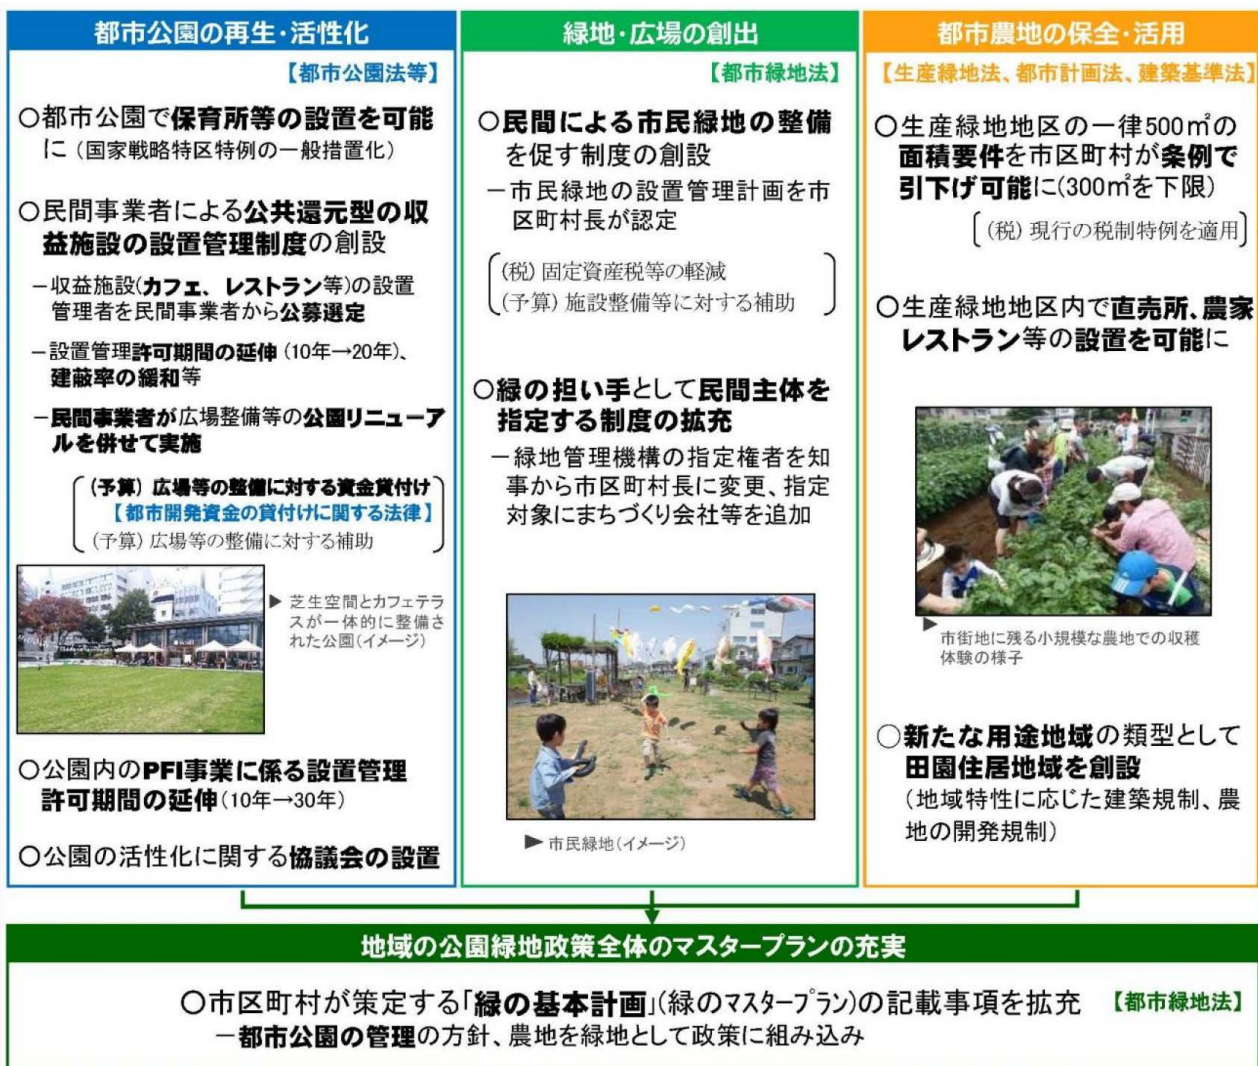 都市公園の再生・活性化
【都市公園法等】
○都市公園で保育所等の設置を可能
に（国家戦略特区特例の一般措置化）
○民間事業者による公共還元型の収
益施設の設置管理制度の創設
－収益施設(カフェ、レストラン等)の設置
管理者を民間事業者から公募選定
－設置管理許可期間の延伸（10年→20年）、
建蔽率の緩和等
－民間事業者が広場整備等の公園リニューア
ルを併せて実施
（予算）広場等の整備に対する資金貸付け
【都市開発資金の貸付けに関する法律】
（予算）広場等の整備に対する補助
▶ 芝生空間とカフェテラ
スが一体的に整備さ
れた公園（イメージ）
○公園内のPFI事業に係る設置管理
許可期間の延伸（10年→30年）
○公園の活性化に関する協議会の設置
緑地・広場の創出
【都市緑地法】
○民間による市民緑地の整備
を促す制度の創設
－市民緑地の設置管理計画を市
区町村長が認定
（税）固定資産税等の軽減
（予算）施設整備等に対する補助
○緑の担い手として民間主体を
指定する制度の拡充
－緑地管理機構の指定権者を知
事から市区町村長に変更、指定
対象にまちづくり会社等を追加
▶ 市民緑地（イメージ）
都市農地の保全・活用
【生産緑地法、都市計画法、建築基準法】
○生産緑地地区の一律500㎡の
面積要件を市区町村が条例で
引下げ可能に(300㎡を下限)
（税）現行の税制特例を適用
○生産緑地地区内で直売所、農家
レストラン等の設置を可能に
▶ 市街地に残る小規模な農地での収穫
体験の様子
○新たな用途地域の類型として
田園住居地域を創設
（地域特性に応じた建築規制、農
地の開発規制）
地域の公園緑地政策全体のマスタープランの充実
○市区町村が策定する「緑の基本計画」(緑のマスタープラン)の記載事項を拡充 【都市緑地法】
－都市公園の管理の方針、農地を緑地として政策に組み込み